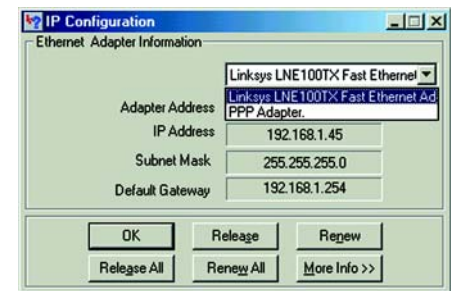 IP Configuration
Ethernet Adapter Information
Linksys LNE100TX Fast Ethernet
Linksys LNE100TX Fast Ethernet Ad
Adapter Address
PPP Adapter.
IP Address 192.168.1.45
Subnet Mask 255.255.255.0
Default Gateway 192.168.1.254
OK Release Renew
Release All Renew All More Info >>